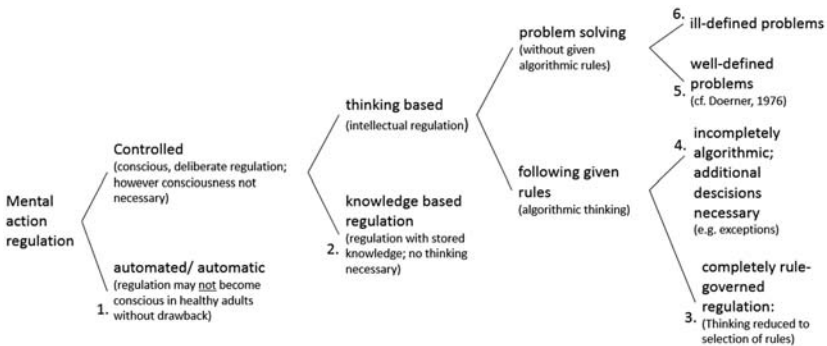 Mental
action
regulation
Controlled
(conscious, deliberate regulation;
however consciousness not
necessary)
1.
automated/ automatic
(regulation may not become
conscious in healthy adults
without drawback)
thinking based
(intellectual regulation)
2.
knowledge based
regulation
(regulation with stored
knowledge; no thinking
necessary)
problem solving
(without given
algorithmic rules)
following given
rules
(algorithmic thinking)
6.
ill-defined problems
5.
well-defined
problems
(cf. Doerner, 1976)
4.
incompletely
algorithmic;
additional
descisions
necessary
(e.g. exceptions)
3.
completely rule-
governed
regulation:
(Thinking reduced to
selection of rules)